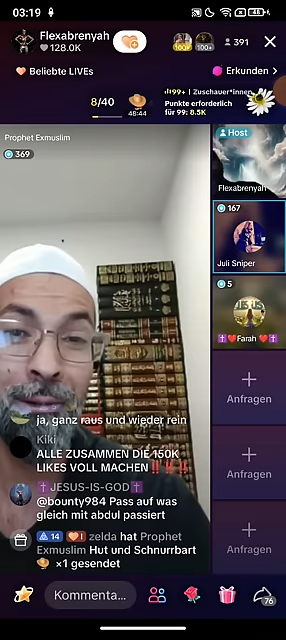 03:19
48
Flexabrenyah
128.0K
100+
391
Beliebte LIVEs
Erkunden >
8/40
48:44
99+ | Zuschauer*innen
Punkte erforderlich
für 99: 8.5K
Prophet Exmuslim
369
Host
Flexabrenyah
167
Juli Sniper
5
✝️❤️Farah ❤️✝️
Anfragen
Anfragen
Anfragen
ja, ganz raus und wieder rein
Kiki
ALLE ZUSAMMEN DIE 150K
LIKES VOLL MACHEN ‼️‼️‼️
✝️JESUS-IS-GOD✝️
@bounty984 Pass auf was
gleich mit abdul passiert
14 I zelda hat Prophet
Exmuslim Hut und Schnurrbart
×1 gesendet
Kommenta...
76